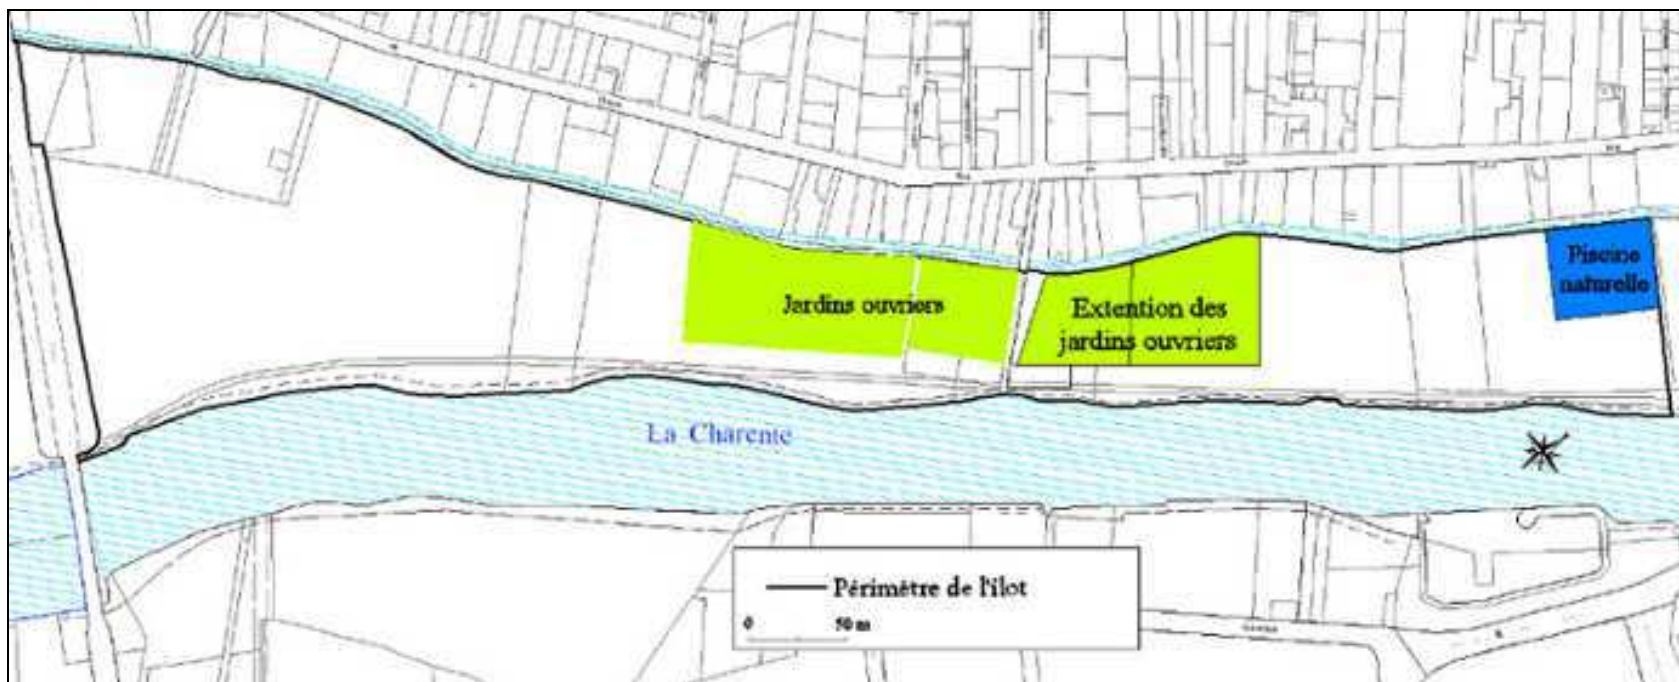 Jardins ouvriers
Extention des
jardins ouvriers
Piscine
naturelle
La Charente
Périmètre de l'îlot
0 50 m